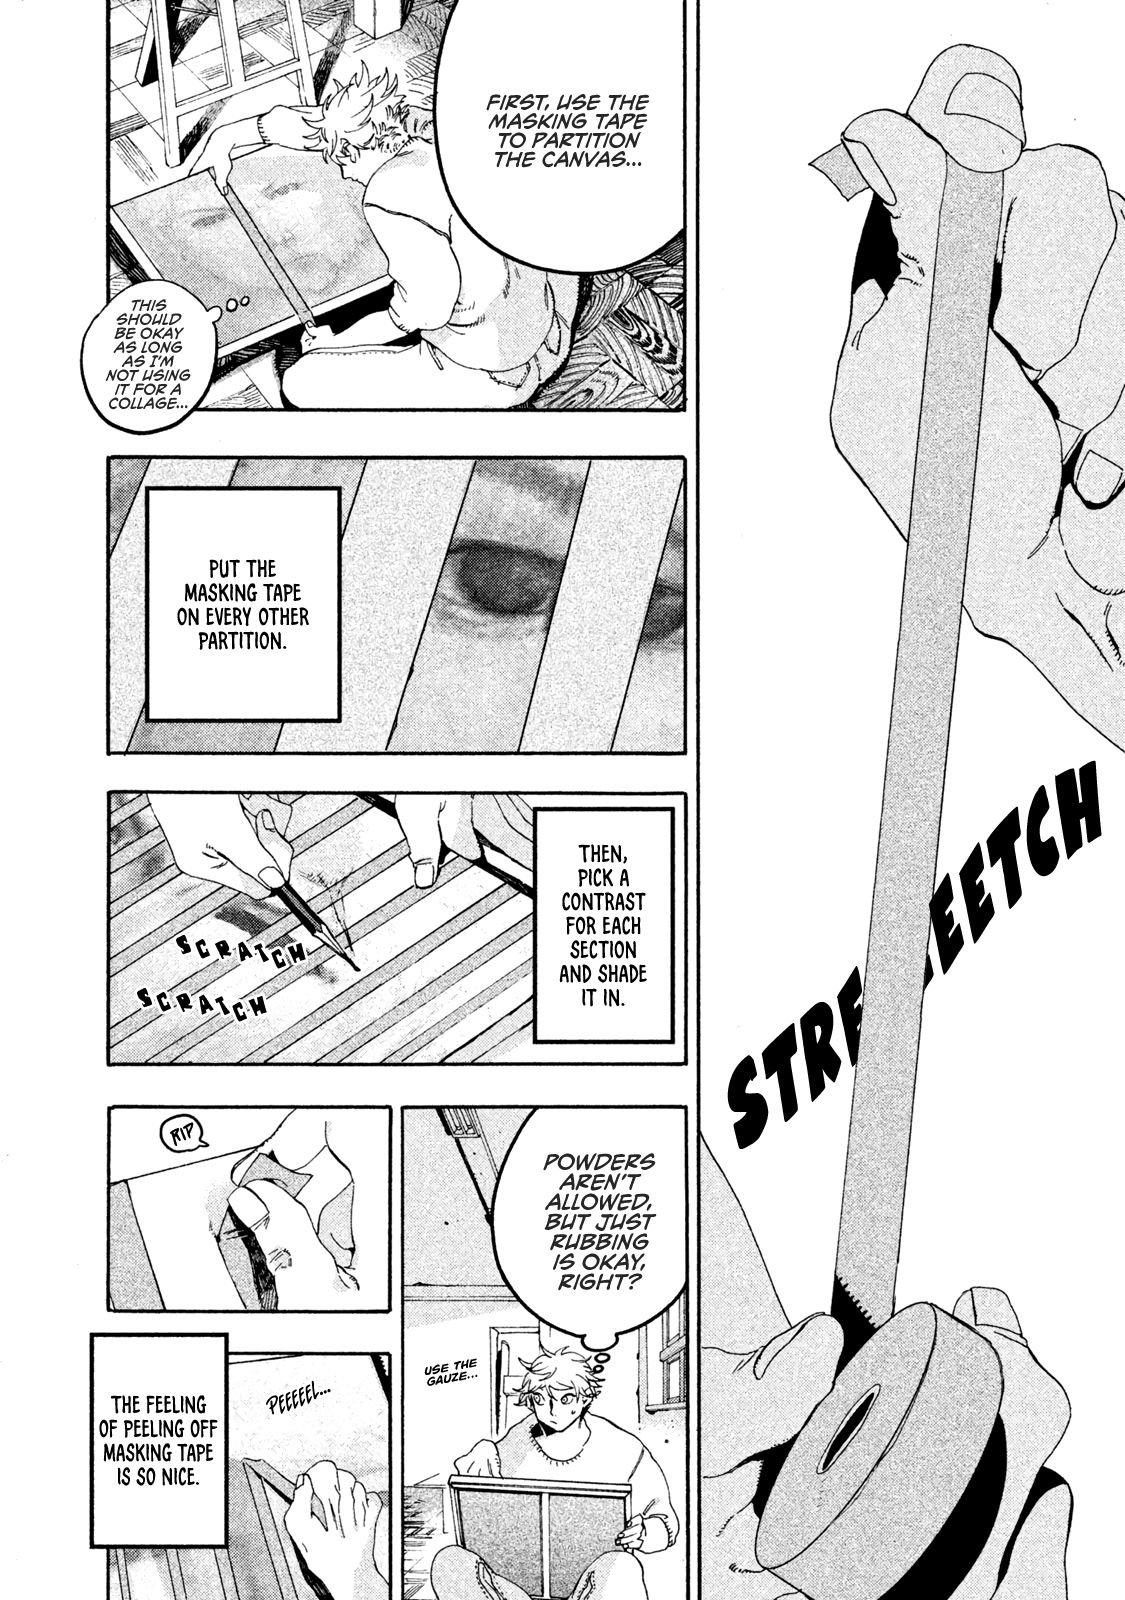 STREEEEETCH
FIRST, USE THE
MASKING TAPE
TO PARTITION
THE CANVAS...
THIS
SHOULD
BE OKAY
AS LONG
AS I'M
NOT USING
IT FOR A
COLLAGE...
PUT THE
MASKING TAPE
ON EVERY OTHER
PARTITION.
THEN,
PICK A
CONTRAST
FOR EACH
SECTION
AND SHADE
IT IN.
SCRATCH
SCRATCH
POWDERS
AREN'T
ALLOWED,
BUT JUST
RUBBING
IS OKAY,
RIGHT?
USE THE
GAUZE...
RIP
PEEEEEL...
THE FEELING
OF PEELING OFF
MASKING TAPE
IS SO NICE.